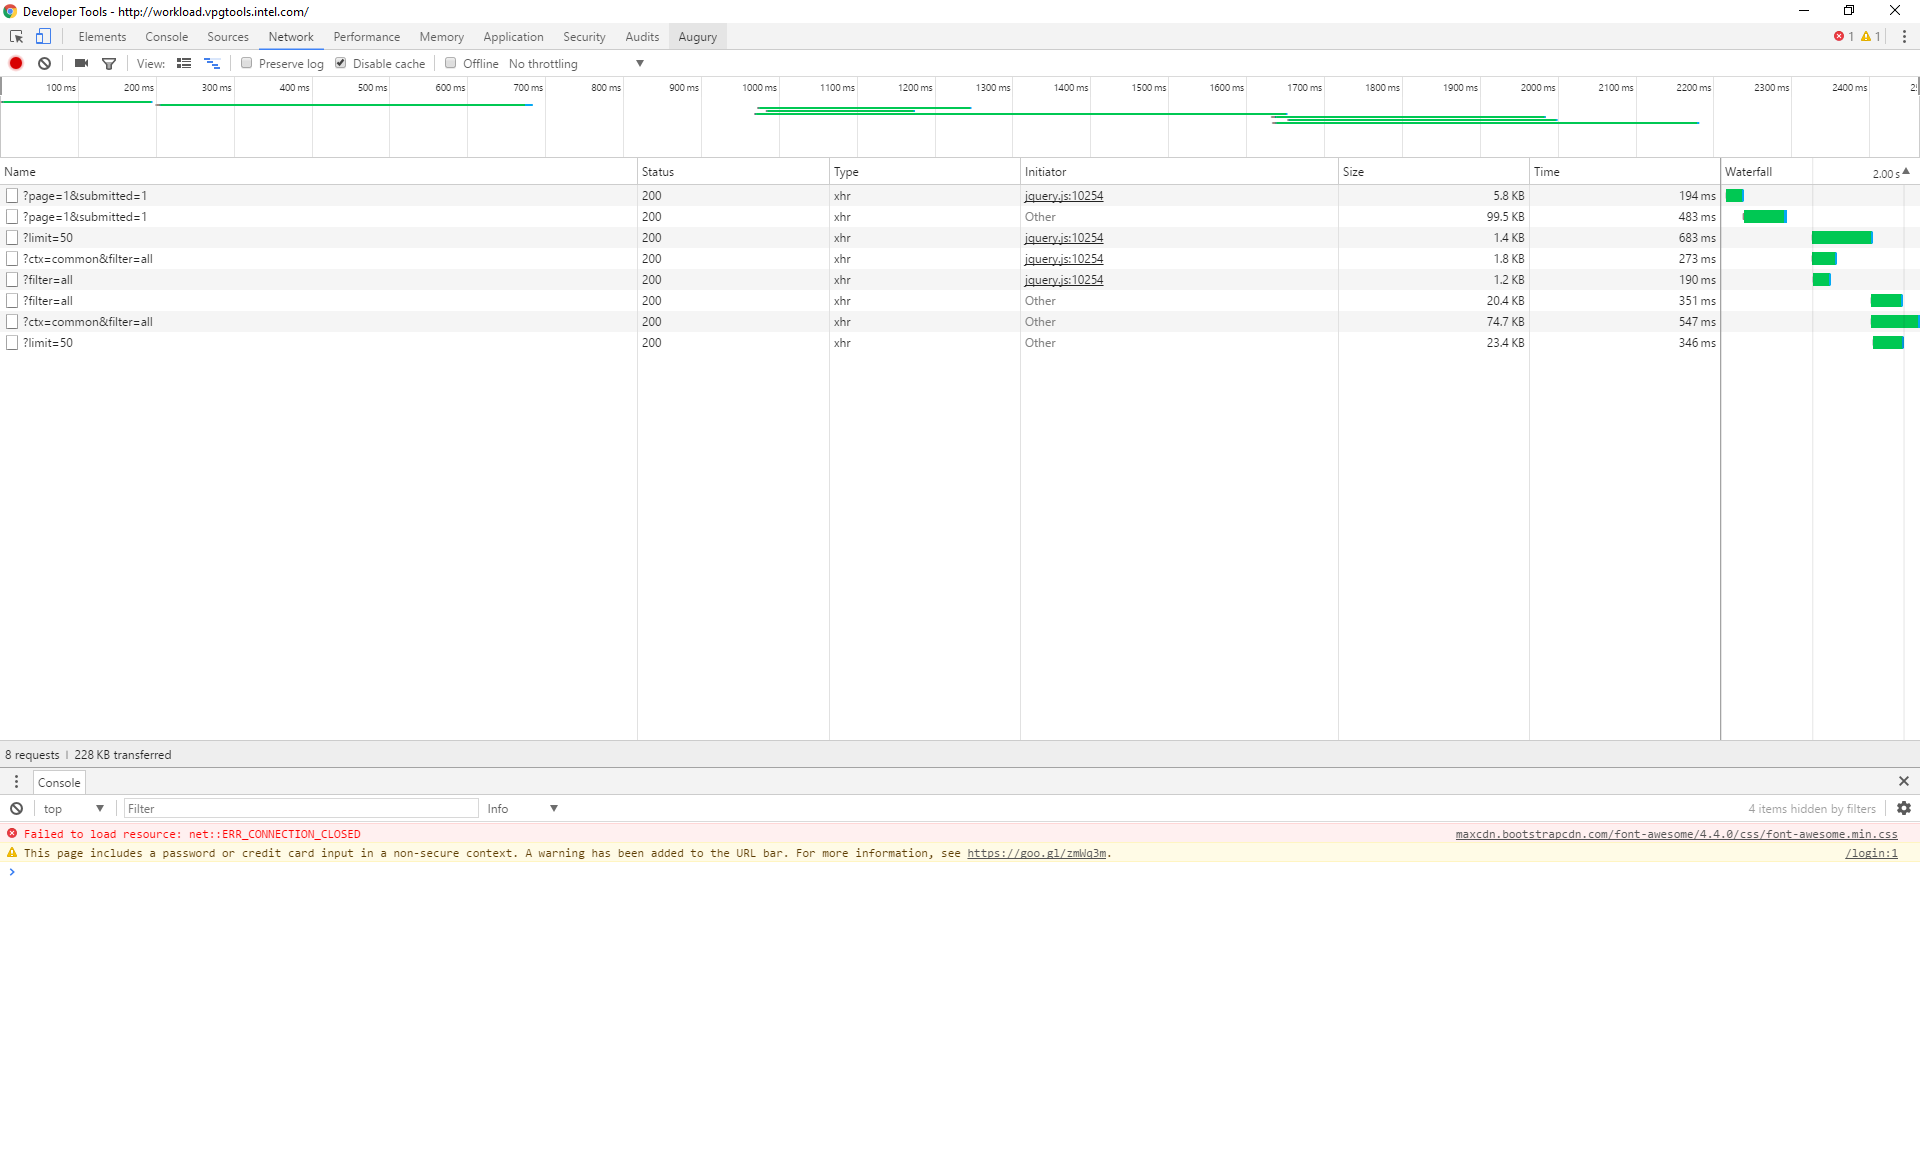 Developer Tools - http://workload.vpgtools.intel.com/
Elements Console Sources Network Performance Memory Application Security Audits Augury 1 1
View: Preserve log Disable cache Offline No throttling
100 ms 200 ms 300 ms 400 ms 500 ms 600 ms 700 ms 800 ms 900 ms 1000 ms 1100 ms 1200 ms 1300 ms 1400 ms 1500 ms 1600 ms 1700 ms 1800 ms 1900 ms 2000 ms 2100 ms 2200 ms 2300 ms 2400 ms
Name Status Type Initiator Size Time Waterfall 2.00 s
?page=1&submitted=1 200 xhr jquery.js:10254 5.8 KB 194 ms
?page=1&submitted=1 200 xhr Other 99.5 KB 483 ms
?limit=50 200 xhr jquery.js:10254 1.4 KB 683 ms
?ctx=common&filter=all 200 xhr jquery.js:10254 1.8 KB 273 ms
?filter=all 200 xhr jquery.js:10254 1.2 KB 190 ms
?filter=all 200 xhr Other 20.4 KB 351 ms
?ctx=common&filter=all 200 xhr Other 74.7 KB 547 ms
?limit=50 200 xhr Other 23.4 KB 346 ms
8 requests | 228 KB transferred
Console
top Filter Info 4 items hidden by filters
Failed to load resource: net::ERR_CONNECTION_CLOSED maxcdn.bootstrapcdn.com/font-awesome/4.4.0/css/font-awesome.min.css
This page includes a password or credit card input in a non-secure context. A warning has been added to the URL bar. For more information, see https://goo.gl/zmWq3m. /login:1